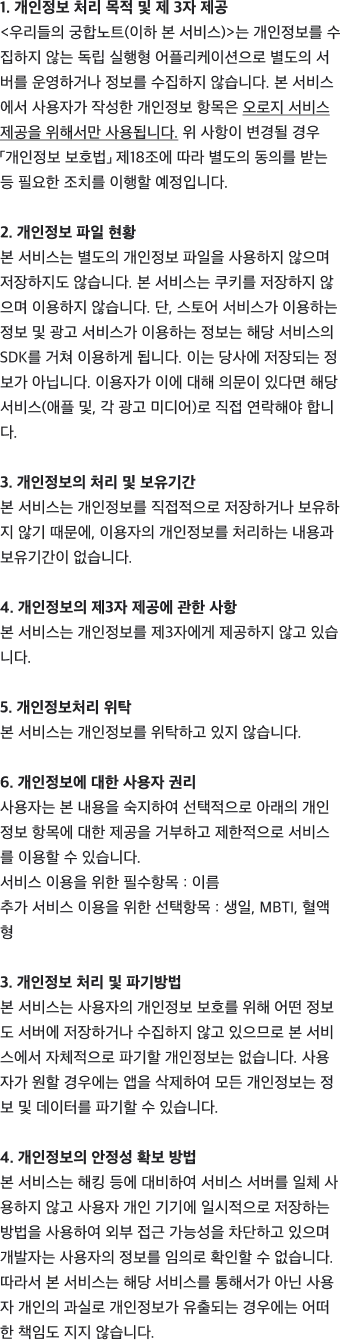 1. 개인정보 처리 목적 및 제 3자 제공
<우리들의 궁합노트(이하 본 서비스)>는 개인정보를 수
집하지 않는 독립 실행형 어플리케이션으로 별도의 서
버를 운영하거나 정보를 수집하지 않습니다. 본 서비스
에서 사용자가 작성한 개인정보 항목은 오로지 서비스
제공을 위해서만 사용됩니다. 위 사항이 변경될 경우
「개인정보 보호법」 제18조에 따라 별도의 동의를 받는
등 필요한 조치를 이행할 예정입니다.
2. 개인정보 파일 현황
본 서비스는 별도의 개인정보 파일을 사용하지 않으며
저장하지도 않습니다. 본 서비스는 쿠키를 저장하지 않
으며 이용하지 않습니다. 단, 스토어 서비스가 이용하는
정보 및 광고 서비스가 이용하는 정보는 해당 서비스의
SDK를 거쳐 이용하게 됩니다. 이는 당사에 저장되는 정
보가 아닙니다. 이용자가 이에 대해 의문이 있다면 해당
서비스(애플 및, 각 광고 미디어)로 직접 연락해야 합니
다.
3. 개인정보의 처리 및 보유기간
본 서비스는 개인정보를 직접적으로 저장하거나 보유하
지 않기 때문에, 이용자의 개인정보를 처리하는 내용과
보유기간이 없습니다.
4. 개인정보의 제3자 제공에 관한 사항
본 서비스는 개인정보를 제3자에게 제공하지 않고 있습
니다.
5. 개인정보처리 위탁
본 서비스는 개인정보를 위탁하고 있지 않습니다.
6. 개인정보에 대한 사용자 권리
사용자는 본 내용을 숙지하여 선택적으로 아래의 개인
정보 항목에 대한 제공을 거부하고 제한적으로 서비스
를 이용할 수 있습니다.
서비스 이용을 위한 필수항목 : 이름
추가 서비스 이용을 위한 선택항목 : 생일, MBTI, 혈액
형
3. 개인정보 처리 및 파기방법
본 서비스는 사용자의 개인정보 보호를 위해 어떤 정보
도 서버에 저장하거나 수집하지 않고 있으므로 본 서비
스에서 자체적으로 파기할 개인정보는 없습니다. 사용
자가 원할 경우에는 앱을 삭제하여 모든 개인정보는 정
보 및 데이터를 파기할 수 있습니다.
4. 개인정보의 안정성 확보 방법
본 서비스는 해킹 등에 대비하여 서비스 서버를 일체 사
용하지 않고 사용자 개인 기기에 일시적으로 저장하는
방법을 사용하여 외부 접근 가능성을 차단하고 있으며
개발자는 사용자의 정보를 임의로 확인할 수 없습니다.
따라서 본 서비스는 해당 서비스를 통해서가 아닌 사용
자 개인의 과실로 개인정보가 유출되는 경우에는 어떠
한 책임도 지지 않습니다.